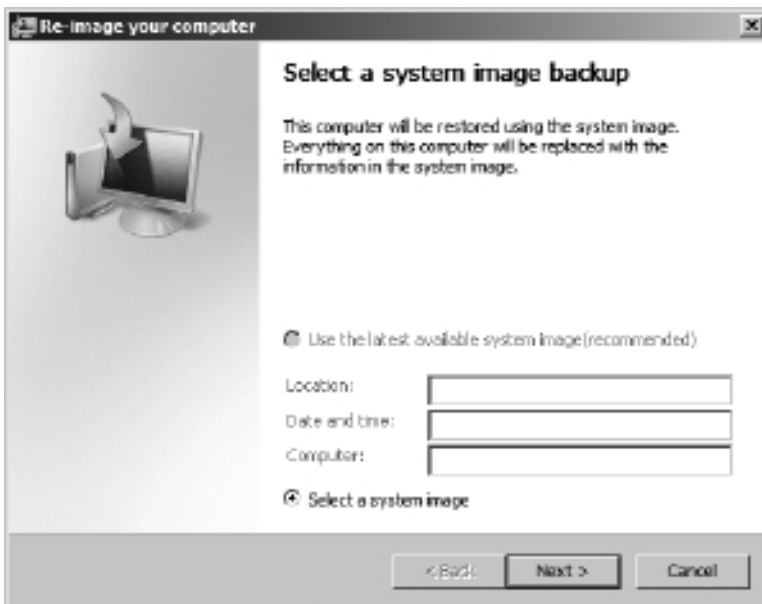 Re-image your computer
Select a system image backup
This computer will be restored using the system image.
Everything on this computer will be replaced with the
information in the system image.
Use the latest available system image(recommended)
Location:
Date and time:
Computer:
Select a system image
< Back
Next >
Cancel